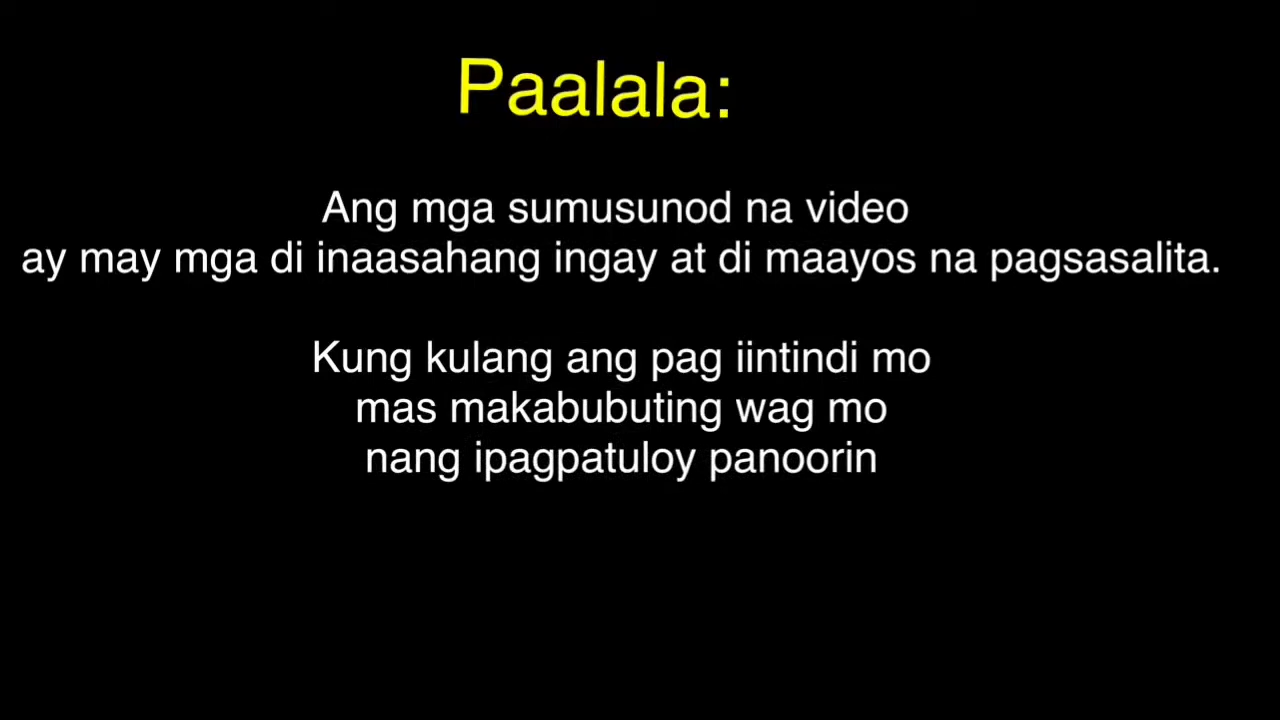 Paalala:
Ang mga sumusunod na video
ay may mga di inaasahang ingay at di maayos na pagsasalita.
Kung kulang ang pag iintindi mo
mas makabubuting wag mo
nang ipagpatuloy panoorin